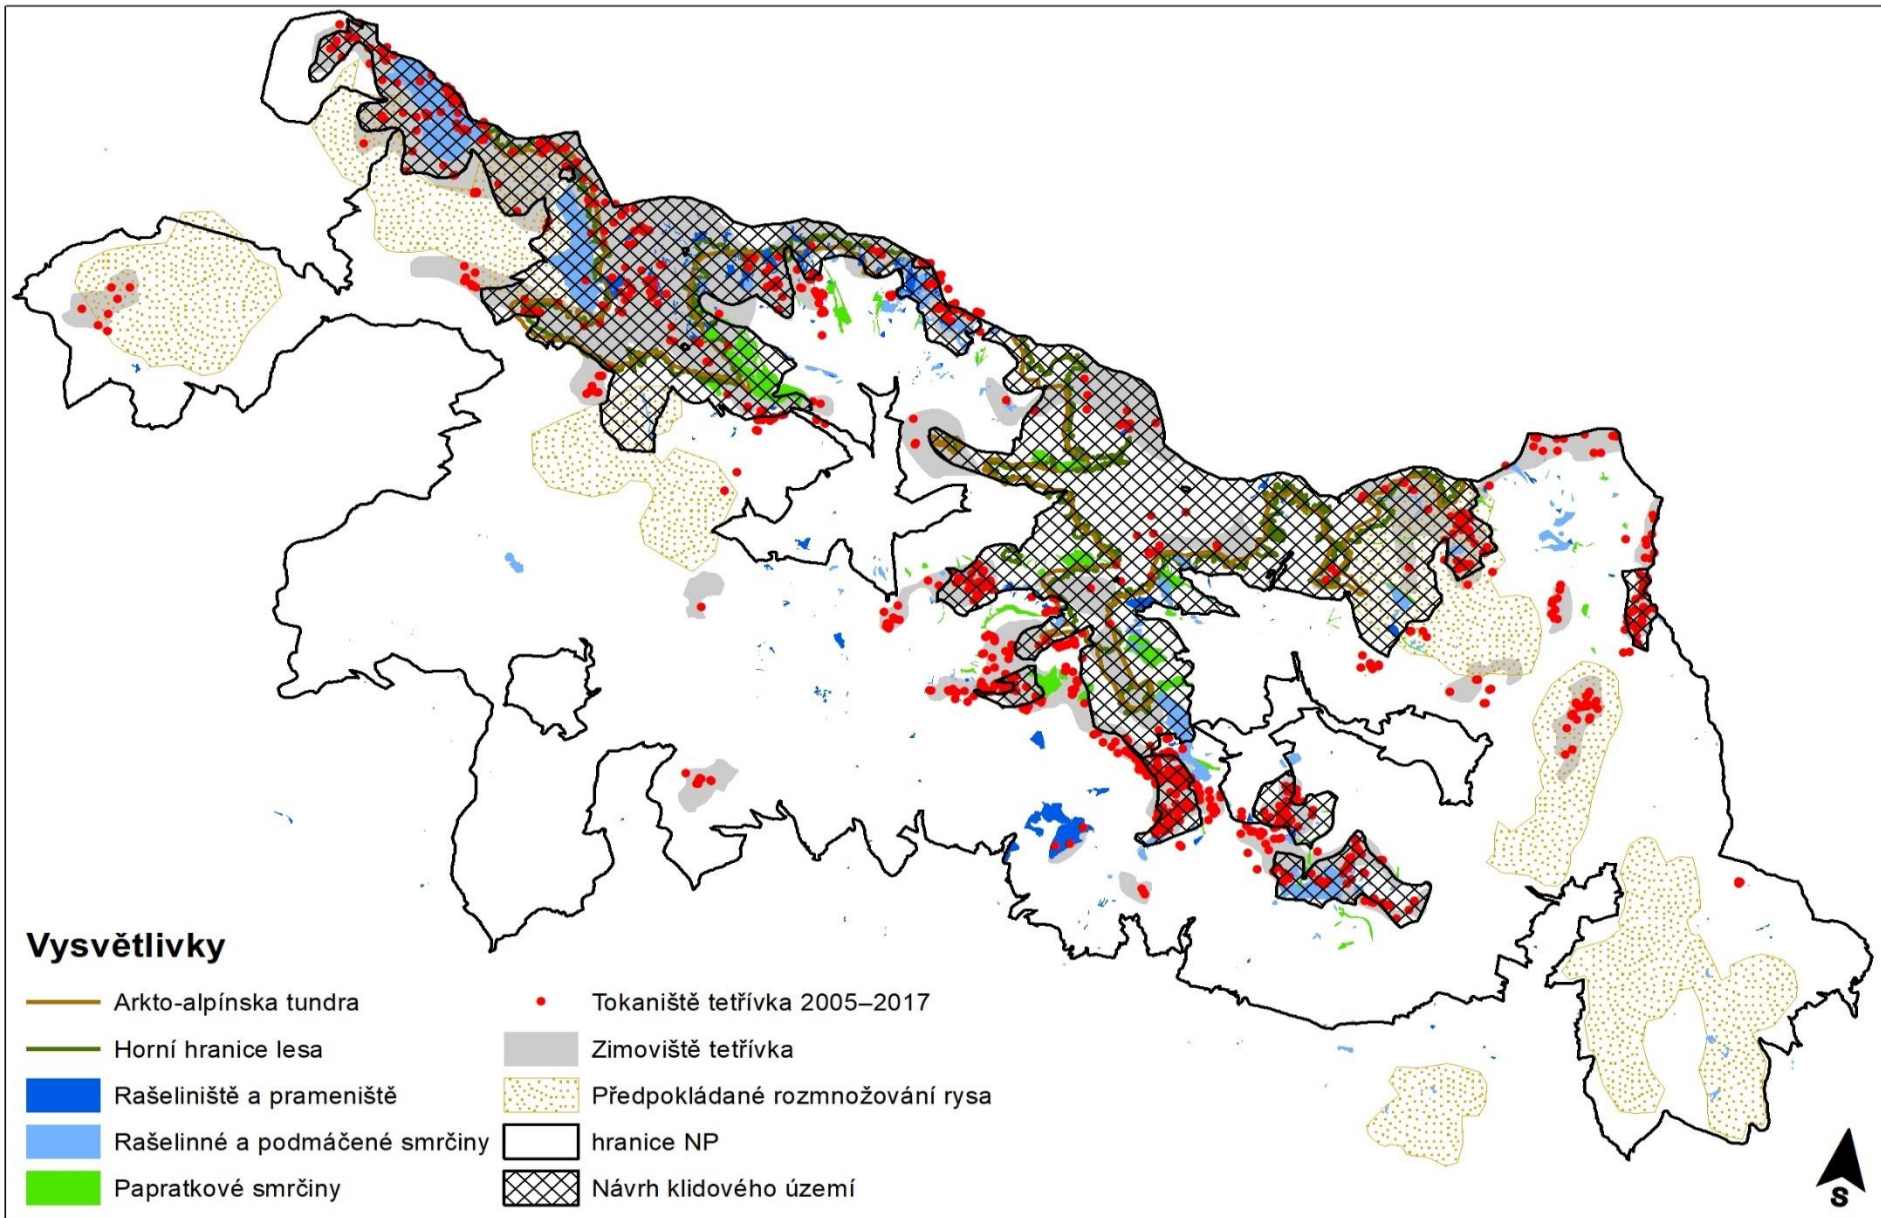 Vysvětlivky
Arkto-alpínska tundra
Horní hranice lesa
Rašeliniště a prameniště
Rašelinné a podmáčené smrčiny
Papratkové smrčiny
Tokaniště tetřívka 2005–2017
Zimoviště tetřívka
Předpokládané rozmnožování rysa
hranice NP
Návrh klidového území
S